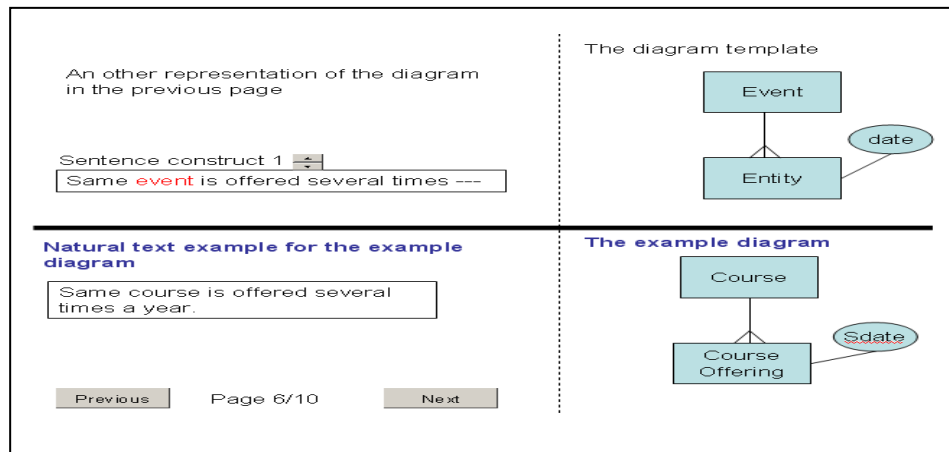 An other representation of the diagram
in the previous page
Sentence construct 1
Same event is offered several times ---
The diagram template
Event
date
Entity
Natural text example for the example
diagram
Same course is offered several
times a year.
Previous
Page 6/10
Next
The example diagram
Course
Sdate
Course
Offering